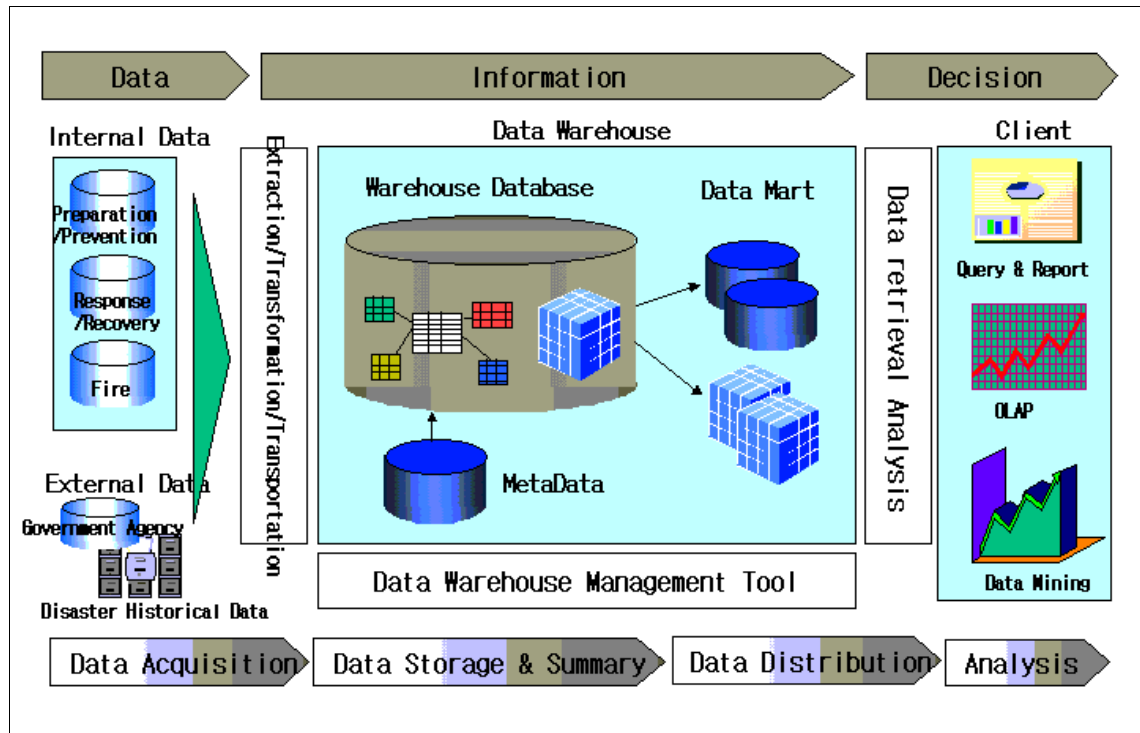 Data
Information
Decision
Internal Data
Preparation
/Prevention
Response
/Recovery
Fire
External Data
Government Agency
Disaster Historical Data
Extraction/Transformation/Transportation
Data Warehouse
Warehouse Database
Data Mart
MetaData
Data Warehouse Management Tool
Data retrieval Analysis
Client
Query & Report
OLAP
Data Mining
Data Acquisition
Data Storage & Summary
Data Distribution
Analysis